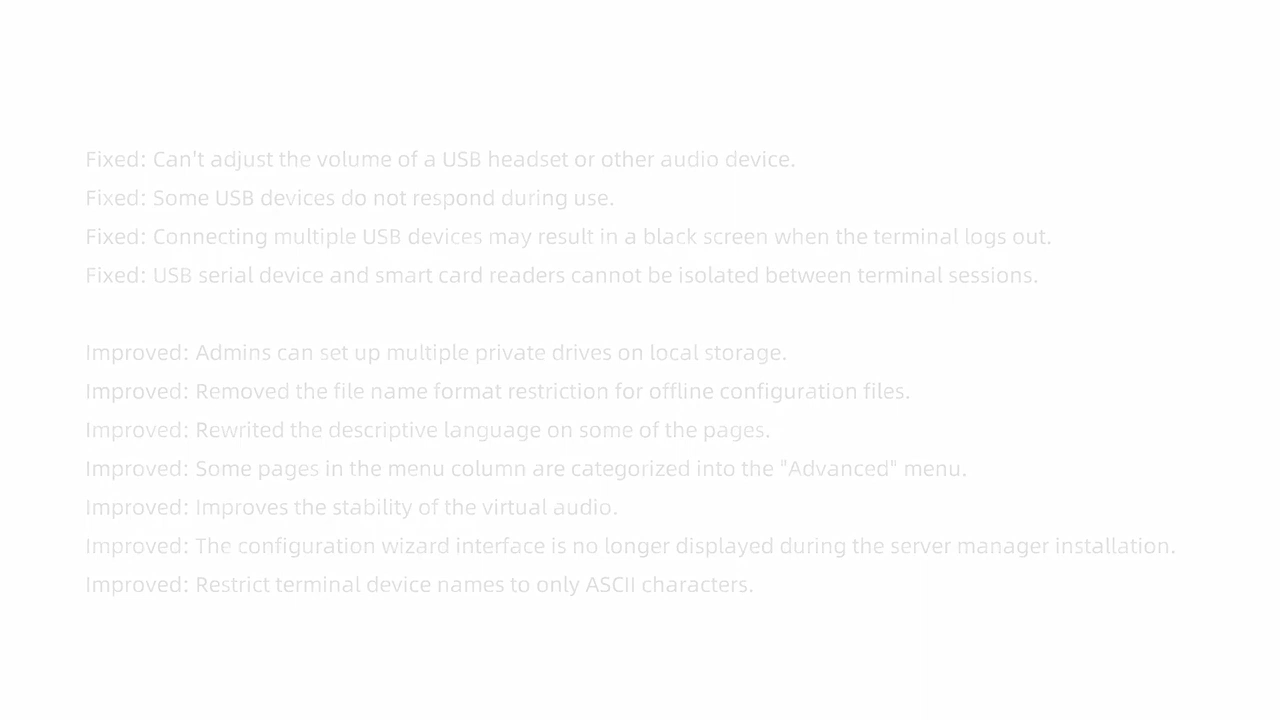 Fixed: Can't adjust the volume of a USB headset or other audio device.
Fixed: Some USB devices do not respond during use.
Fixed: Connecting multiple USB devices may result in a black screen when the terminal logs out.
Fixed: USB serial device and smart card readers cannot be isolated between terminal sessions.
Improved: Admins can set up multiple private drives on local storage.
Improved: Removed the file name format restriction for offline configuration files.
Improved: Rewrited the descriptive language on some of the pages.
Improved: Some pages in the menu column are categorized into the "Advanced" menu.
Improved: Improves the stability of the virtual audio.
Improved: The configuration wizard interface is no longer displayed during the server manager installation.
Improved: Restrict terminal device names to only ASCII characters.